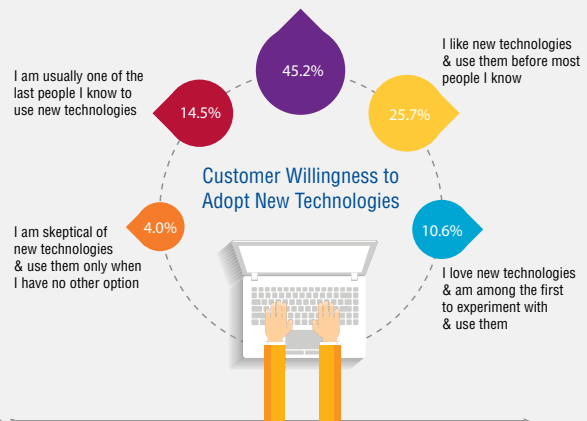 45.2%
I like new technologies
& use them before most
people I know
25.7%
I am usually one of the
last people I know to
use new technologies
14.5%
Customer Willingness to
Adopt New Technologies
4.0%
I am skeptical of
new technologies
& use them only when
I have no other option
10.6%
I love new technologies
& am among the first
to experiment with
& use them